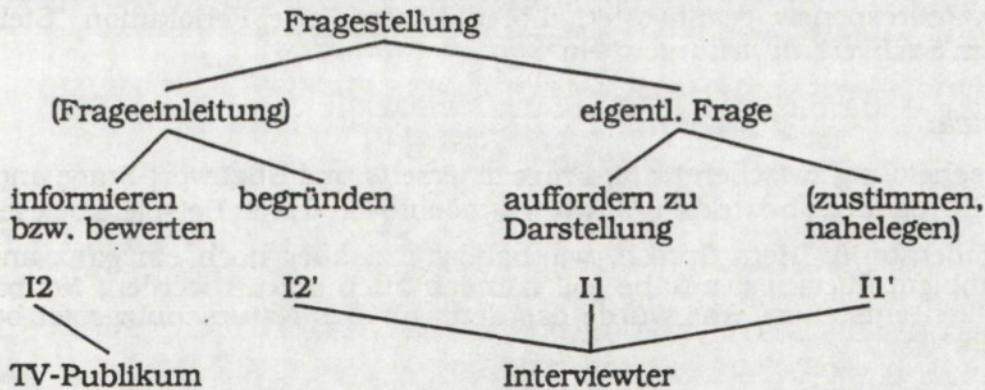 Fragestellung
(Frageeinleitung) eigentl. Frage
informieren begründen auffordern zu (zustimmen,
bzw. bewerten Darstellung nahelegen)
I2 I2' I1 I1'
TV-Publikum Interviewter